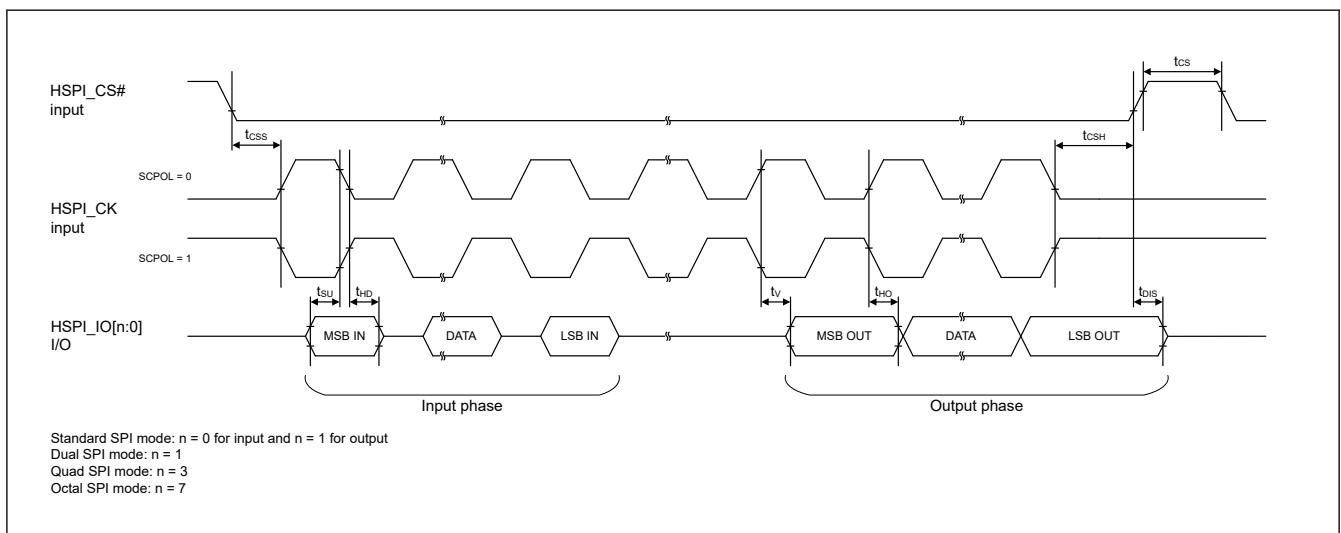 HSPI_CS#
input
tCS
tCSS
tCSH
SCPOL = 0
HSPI_CK
input
SCPOL = 1
tSU
tHD
tV
tHO
tDIS
HSPI_IO[n:0]
I/O
MSB IN
DATA
LSB IN
MSB OUT
DATA
LSB OUT
Input phase
Output phase
Standard SPI mode: n = 0 for input and n = 1 for output
Dual SPI mode: n = 1
Quad SPI mode: n = 3
Octal SPI mode: n = 7